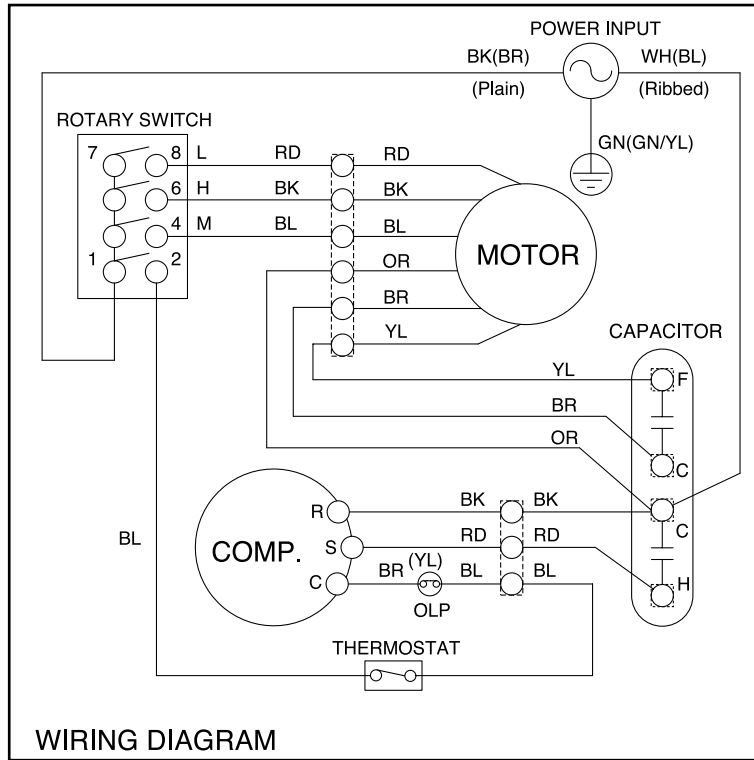 POWER INPUT
BK(BR)
WH(BL)
(Plain)
(Ribbed)
GN(GN/YL)
ROTARY SWITCH
7
8
L
RD
RD
6
H
BK
BK
4
M
BL
BL
1
2
OR
BR
YL
MOTOR
CAPACITOR
YL
F
BR
OR
C
C
H
COMP.
R
BK
BK
S
RD
RD
C
BR
(YL)
BL
BL
OLP
BL
THERMOSTAT
WIRING DIAGRAM